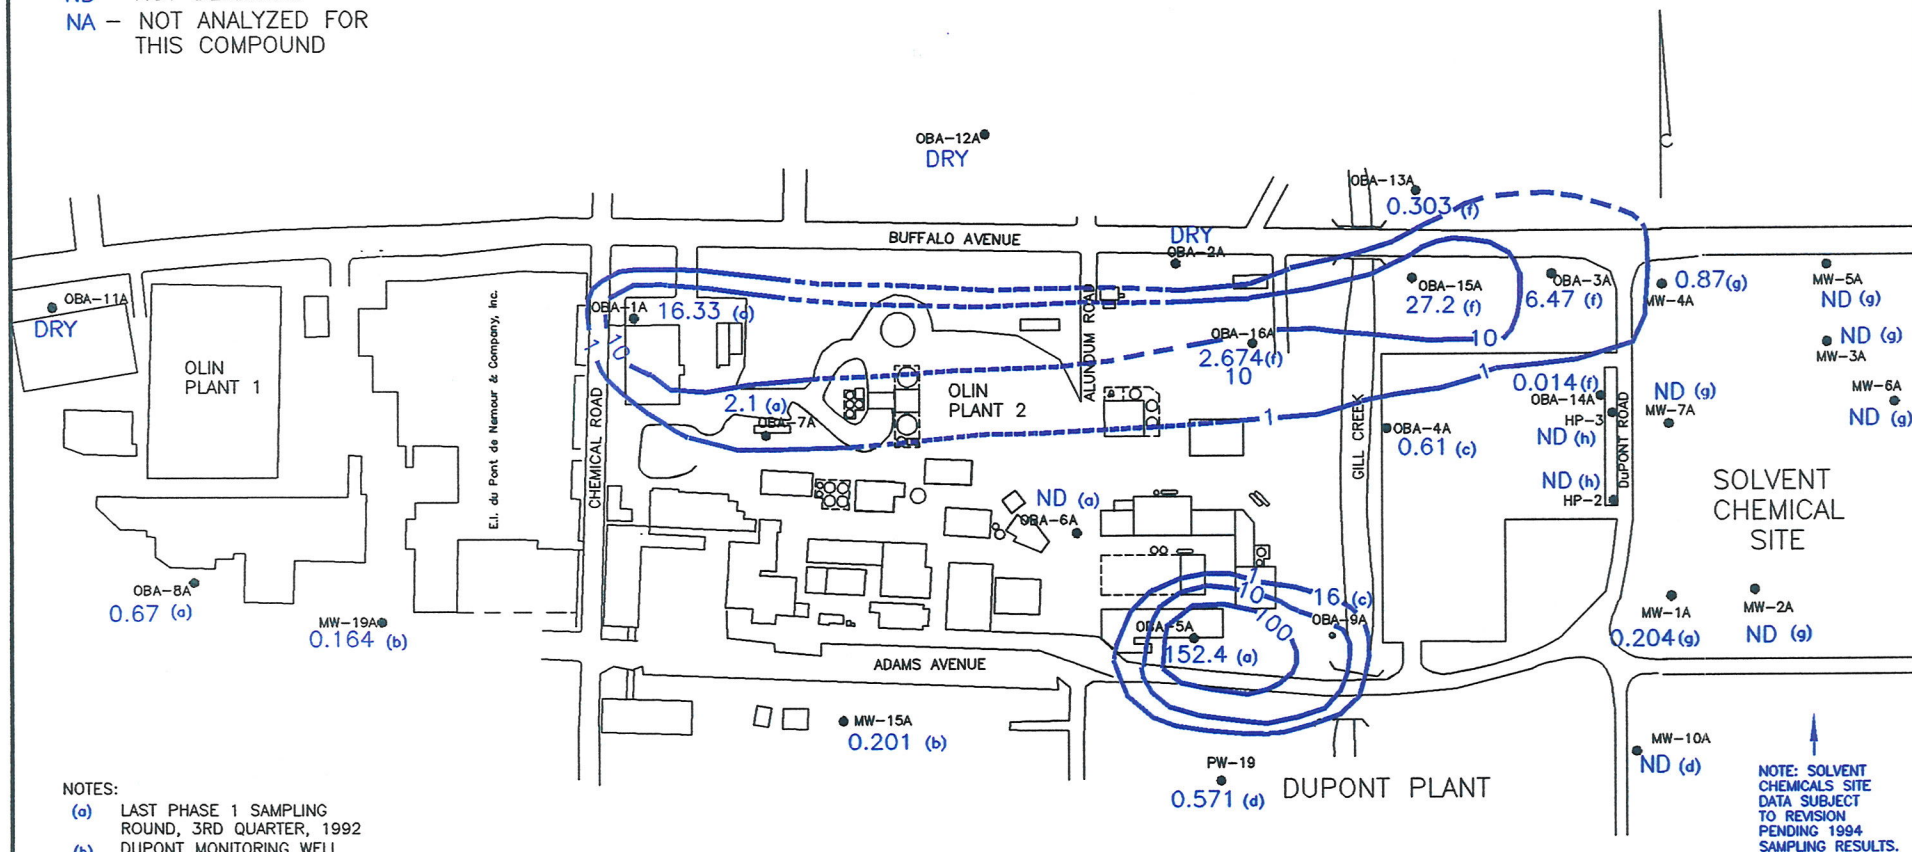 NA – NOT ANALYZED FOR
THIS COMPOUND
OBA-12A
DRY
OBA-13A
0.303 (f)
BUFFALO AVENUE
DRY
OBA-2A
OBA-11A
DRY
OBA-1A
16.33 (c)
OBA-15A
27.2 (f)
OBA-3A
6.47 (f)
0.87 (g)
MW-4A
MW-5A
ND (g)
ND (g)
MW-3A
OLIN
PLANT 1
E.I. du Pont de Nemour & Company, Inc.
CHEMICAL ROAD
1
10
2.1 (a)
OBA-7A
OLIN
PLANT 2
ALUNDUM ROAD
OBA-16A
2.674(f)
10
10
1
1
GILL CREEK
0.014(f)
OBA-14A
HP-3
ND (h)
ND (h)
HP-2
DuPONT ROAD
ND (g)
MW-7A
MW-6A
ND (g)
OBA-4A
0.61 (c)
SOLVENT
CHEMICAL
SITE
ND (a)
OBA-6A
OBA-8A
0.67 (a)
MW-19A
0.164 (b)
1
10
100
16 (c)
OBA-9A
OBA-5A
152.4 (a)
MW-1A
0.204(g)
MW-2A
ND (g)
ADAMS AVENUE
MW-15A
0.201 (b)
PW-19
0.571 (d)
DUPONT PLANT
MW-10A
ND (d)
NOTE: SOLVENT
CHEMICALS SITE
DATA SUBJECT
TO REVISION
PENDING 1994
SAMPLING RESULTS.
NOTES:
(a) LAST PHASE 1 SAMPLING
ROUND, 3RD QUARTER, 1992
(b) DUPONT MONITORING WELL